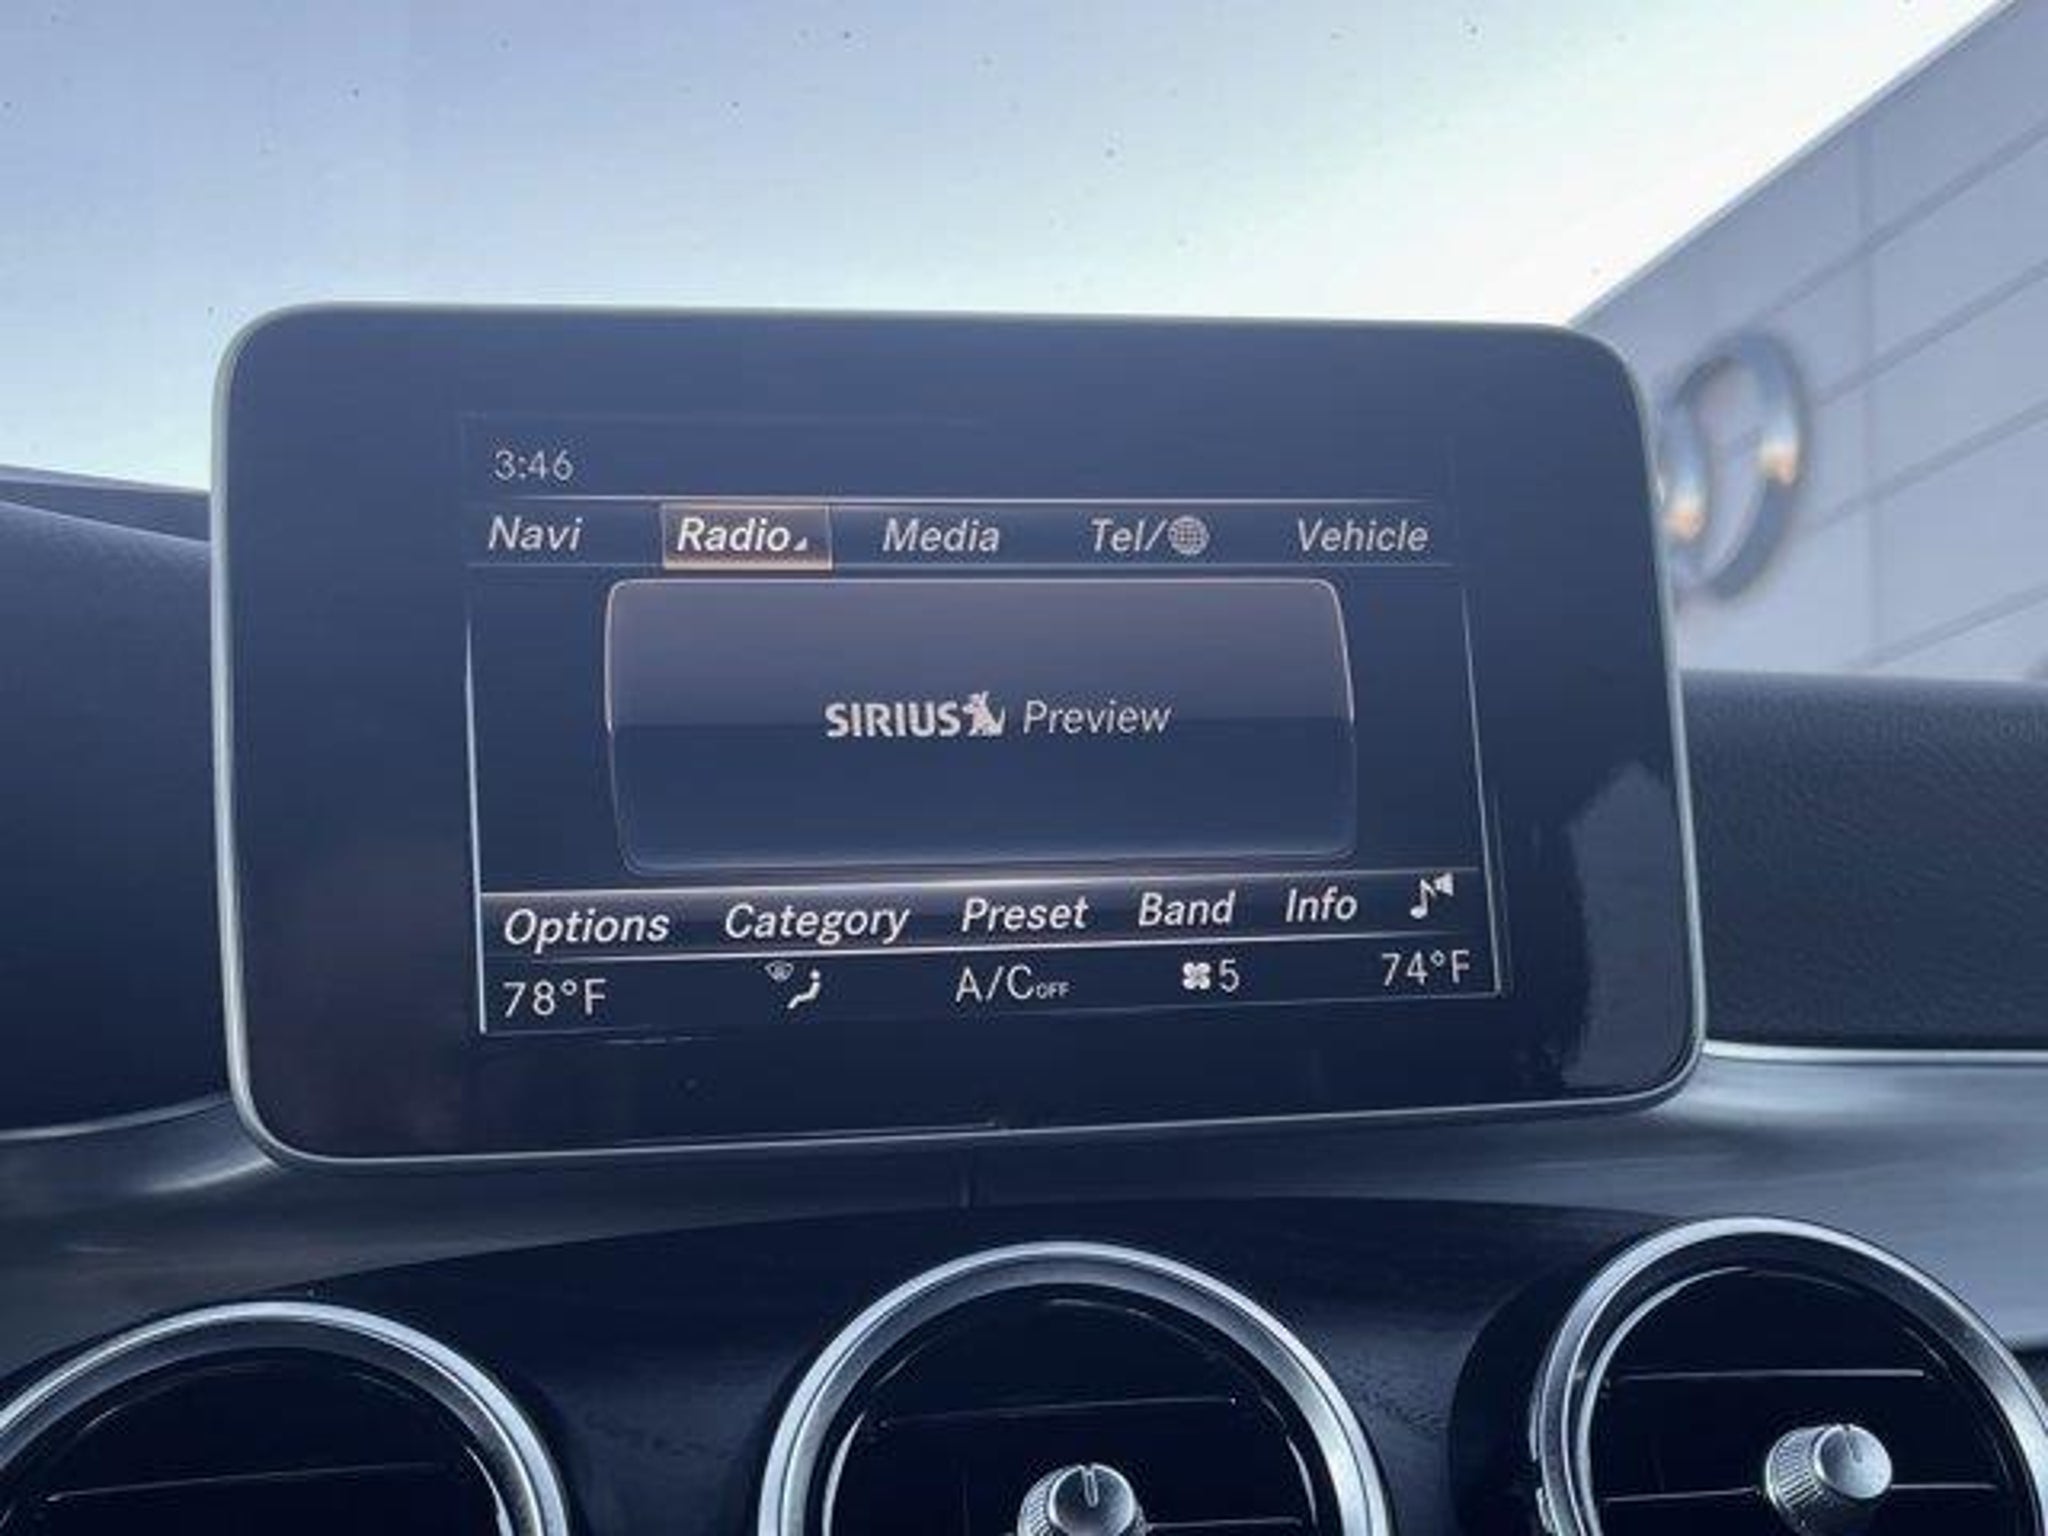 3:46
Navi Radio Media Tel/ Vehicle
SIRIUS Preview
Options Category Preset Band Info
78°F A/COFF 5 74°F